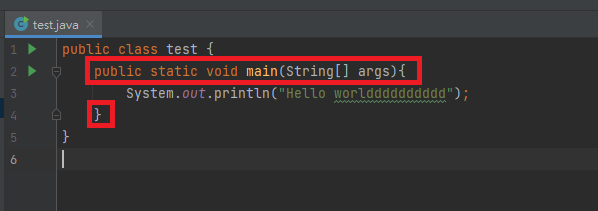 test.java
1 public class test {
2 public static void main(String[] args){
3 System.out.println("Hello worldddddddddd");
4 }
5 }
6